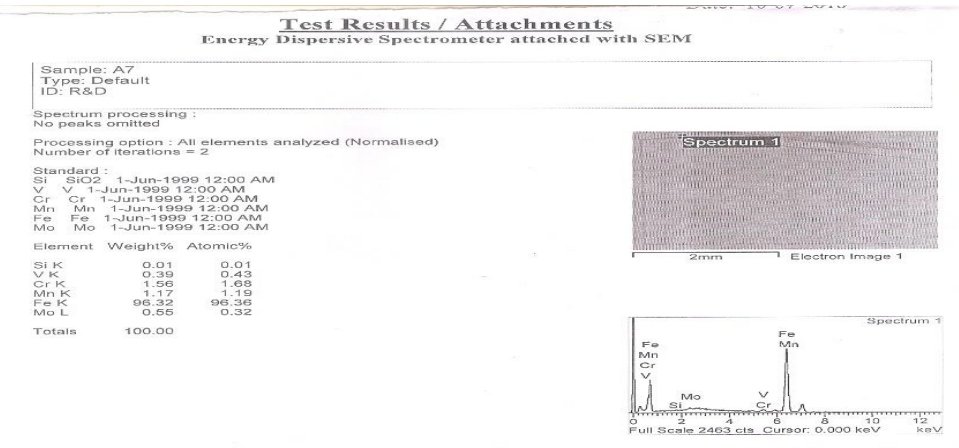 Test Results / Attachments
Energy Dispersive Spectrometer attached with SEM
Sample: A7
Type: Default
ID: R&D
Spectrum processing :
No peaks omitted
Processing option : All elements analyzed (Normalised)
Number of iterations = 2
Standard :
Si SiO2 1-Jun-1999 12:00 AM
V V 1-Jun-1999 12:00 AM
Cr Cr 1-Jun-1999 12:00 AM
Mn Mn 1-Jun-1999 12:00 AM
Fe Fe 1-Jun-1999 12:00 AM
Mo Mo 1-Jun-1999 12:00 AM
Element Weight% Atomic%
Si K 0.01 0.01
V K 0.39 0.43
Cr K 1.56 1.68
Mn K 1.17 1.19
Fe K 96.32 96.36
Mo L 0.55 0.32
Totals 100.00
Spectrum 1
2mm Electron Image 1
Spectrum 1
Fe
Fe Mn
Mn
Cr
V
Mo V
Si Cr
0 2 4 6 8 10 12
Full Scale 2463 cts Cursor: 0.000 keV keV